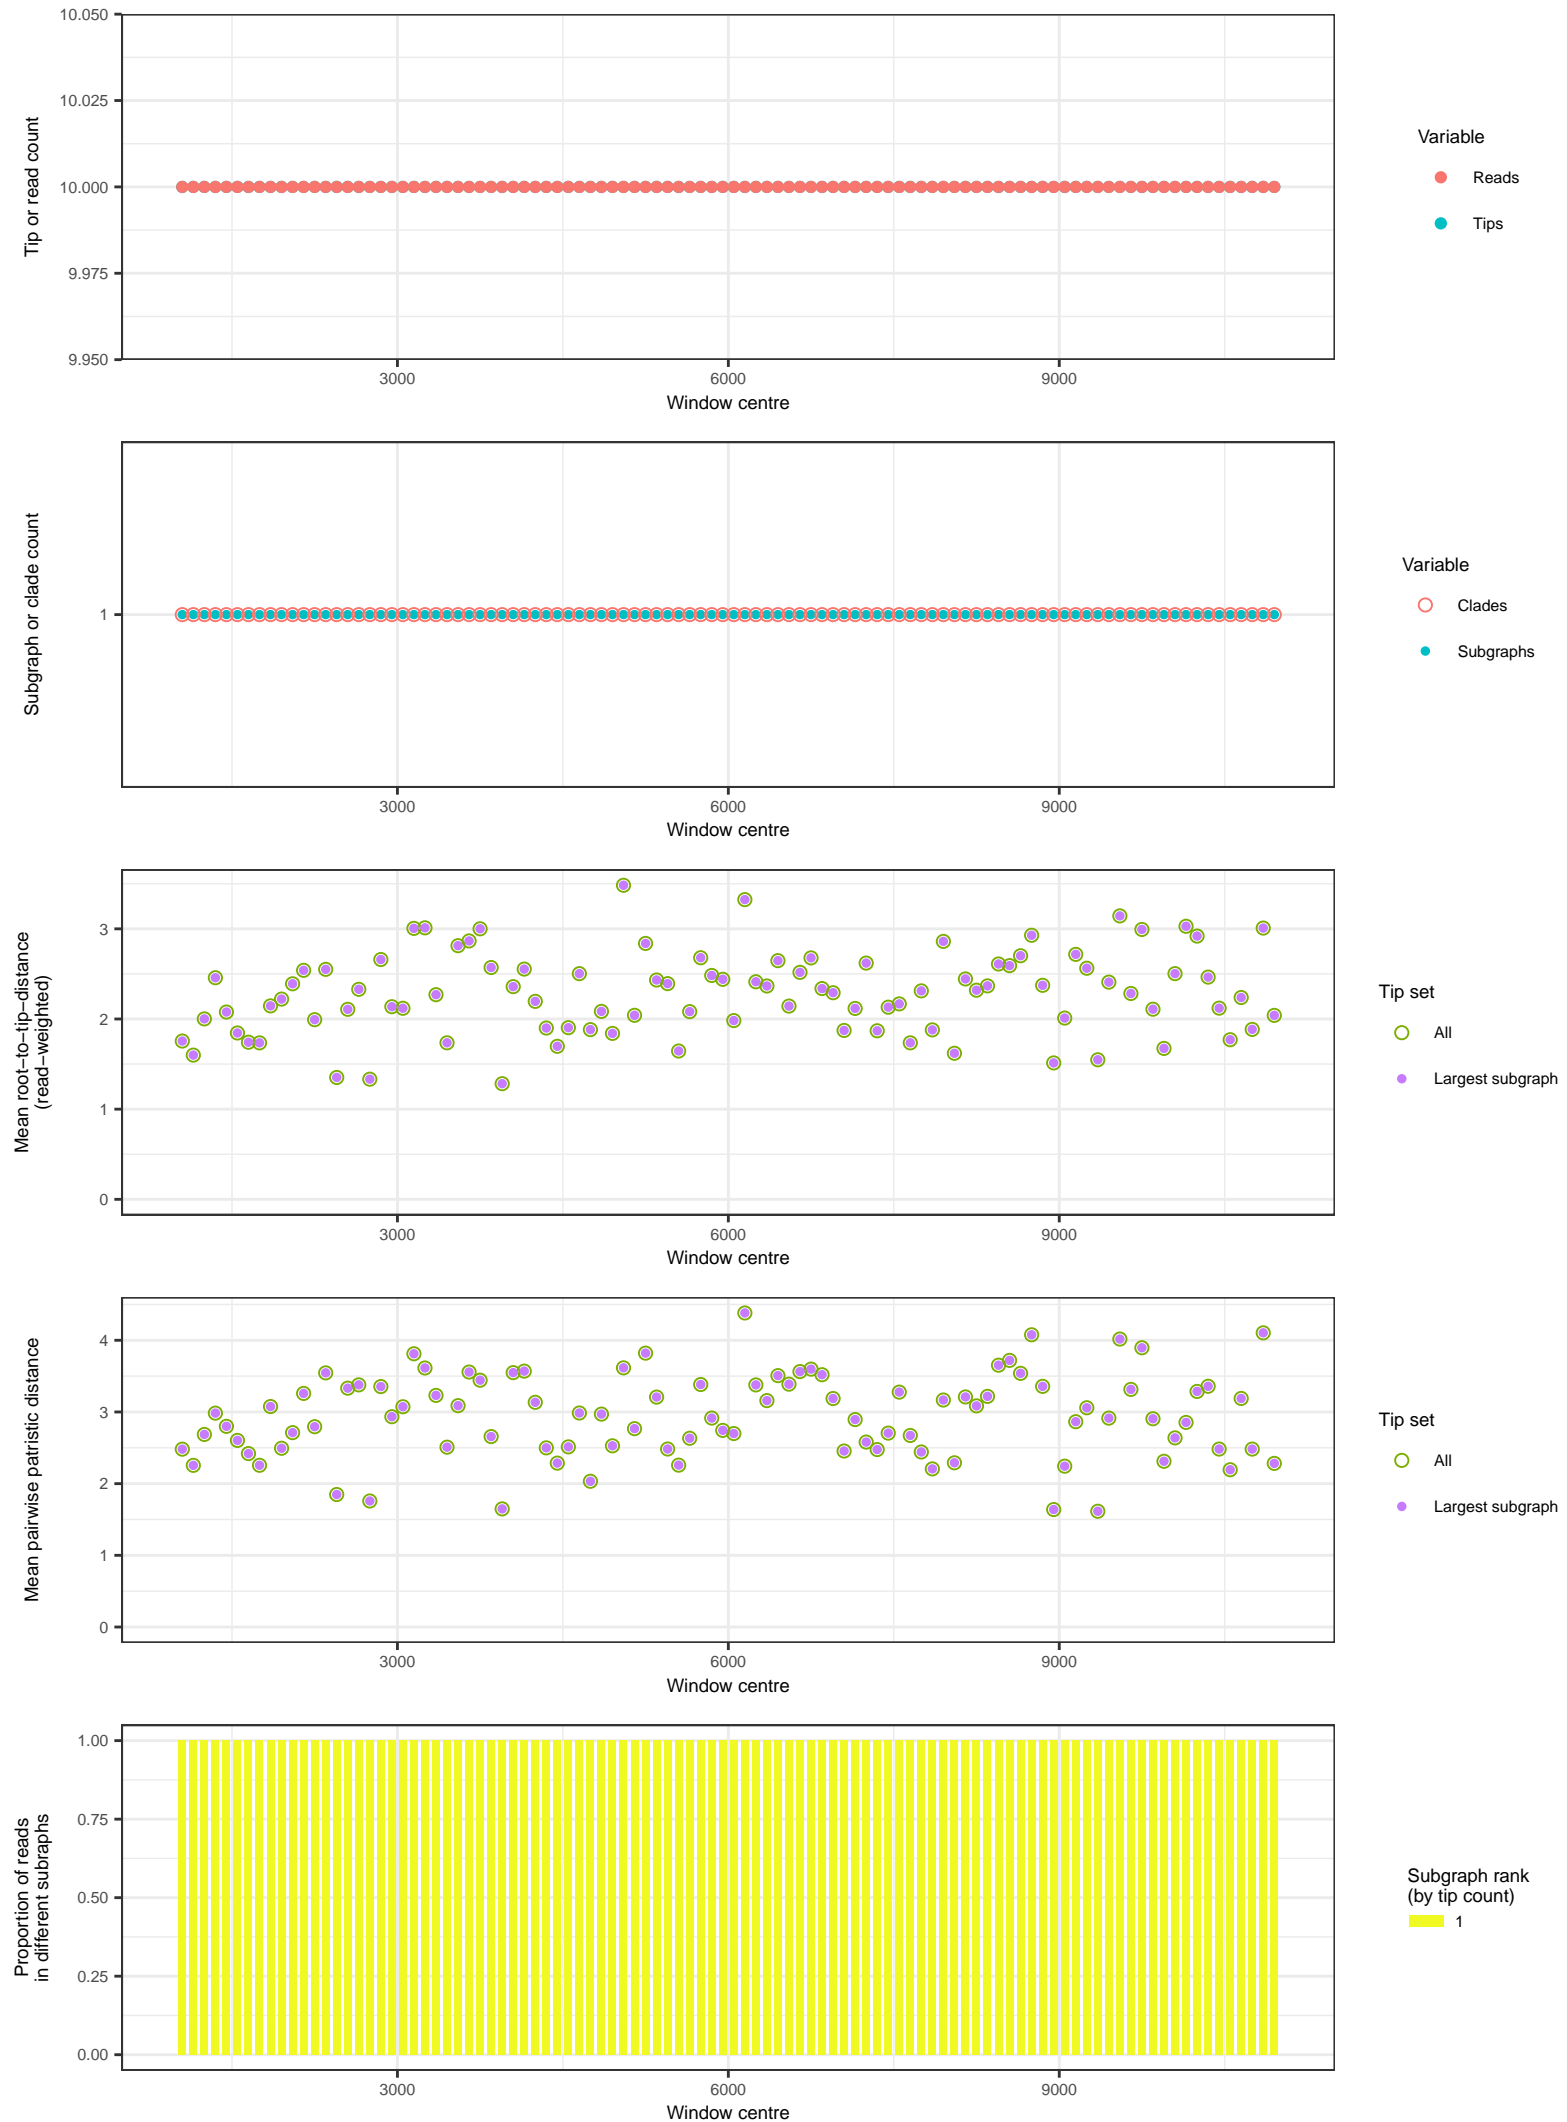 10.050
10.025
10.000
9.975
9.950
Tip or read count
3000 6000 9000
Window centre
Variable
Reads
Tips
1
Subgraph or clade count
3000 6000 9000
Window centre
Variable
Clades
Subgraphs
3
2
1
0
Mean root−to−tip−distance
(read−weighted)
3000 6000 9000
Window centre
Tip set
All
Largest subgraph
4
3
2
1
0
Mean pairwise patristic distance
3000 6000 9000
Window centre
Tip set
All
Largest subgraph
1.00
0.75
0.50
0.25
0.00
Proportion of reads
in different subraphs
3000 6000 9000
Window centre
Subgraph rank
(by tip count)
1